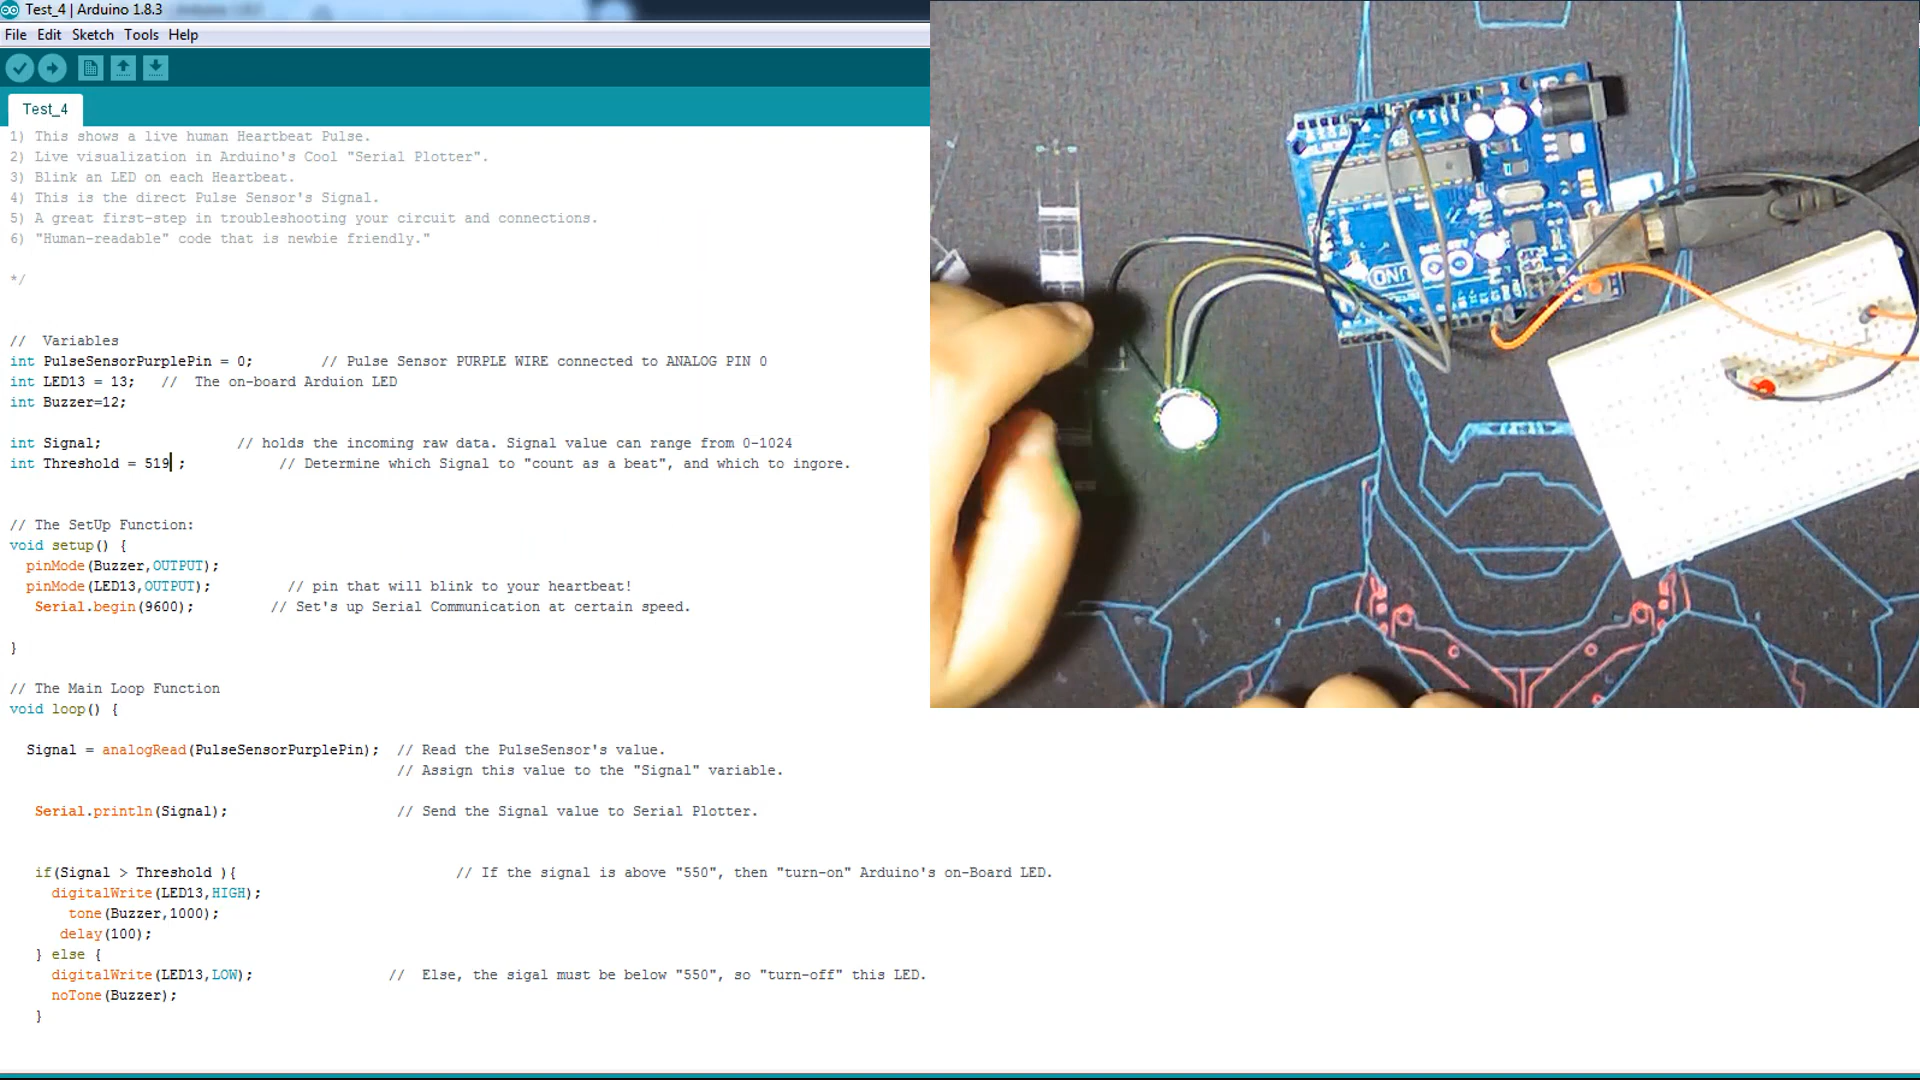 Test_4 | Arduino 1.8.3
File Edit Sketch Tools Help
Test_4
1) This shows a live human Heartbeat Pulse.
2) Live visualization in Arduino's Cool "Serial Plotter".
3) Blink an LED on each Heartbeat.
4) This is the direct Pulse Sensor's Signal.
5) A great first-step in troubleshooting your circuit and connections.
6) "Human-readable" code that is newbie friendly."
*/
// Variables
int PulseSensorPurplePin = 0; // Pulse Sensor PURPLE WIRE connected to ANALOG PIN 0
int LED13 = 13; // The on-board Arduion LED
int Buzzer=12;
int Signal; // holds the incoming raw data. Signal value can range from 0-1024
int Threshold = 519 ; // Determine which Signal to "count as a beat", and which to ingore.
// The SetUp Function:
void setup() {
pinMode(Buzzer,OUTPUT);
pinMode(LED13,OUTPUT); // pin that will blink to your heartbeat!
Serial.begin(9600); // Set's up Serial Communication at certain speed.
}
// The Main Loop Function
void loop() {
Signal = analogRead(PulseSensorPurplePin); // Read the PulseSensor's value.
// Assign this value to the "Signal" variable.
Serial.println(Signal); // Send the Signal value to Serial Plotter.
if(Signal > Threshold ){ // If the signal is above "550", then "turn-on" Arduino's on-Board LED.
digitalWrite(LED13,HIGH);
tone(Buzzer,1000);
delay(100);
} else {
digitalWrite(LED13,LOW); // Else, the sigal must be below "550", so "turn-off" this LED.
noTone(Buzzer);
}
UNO